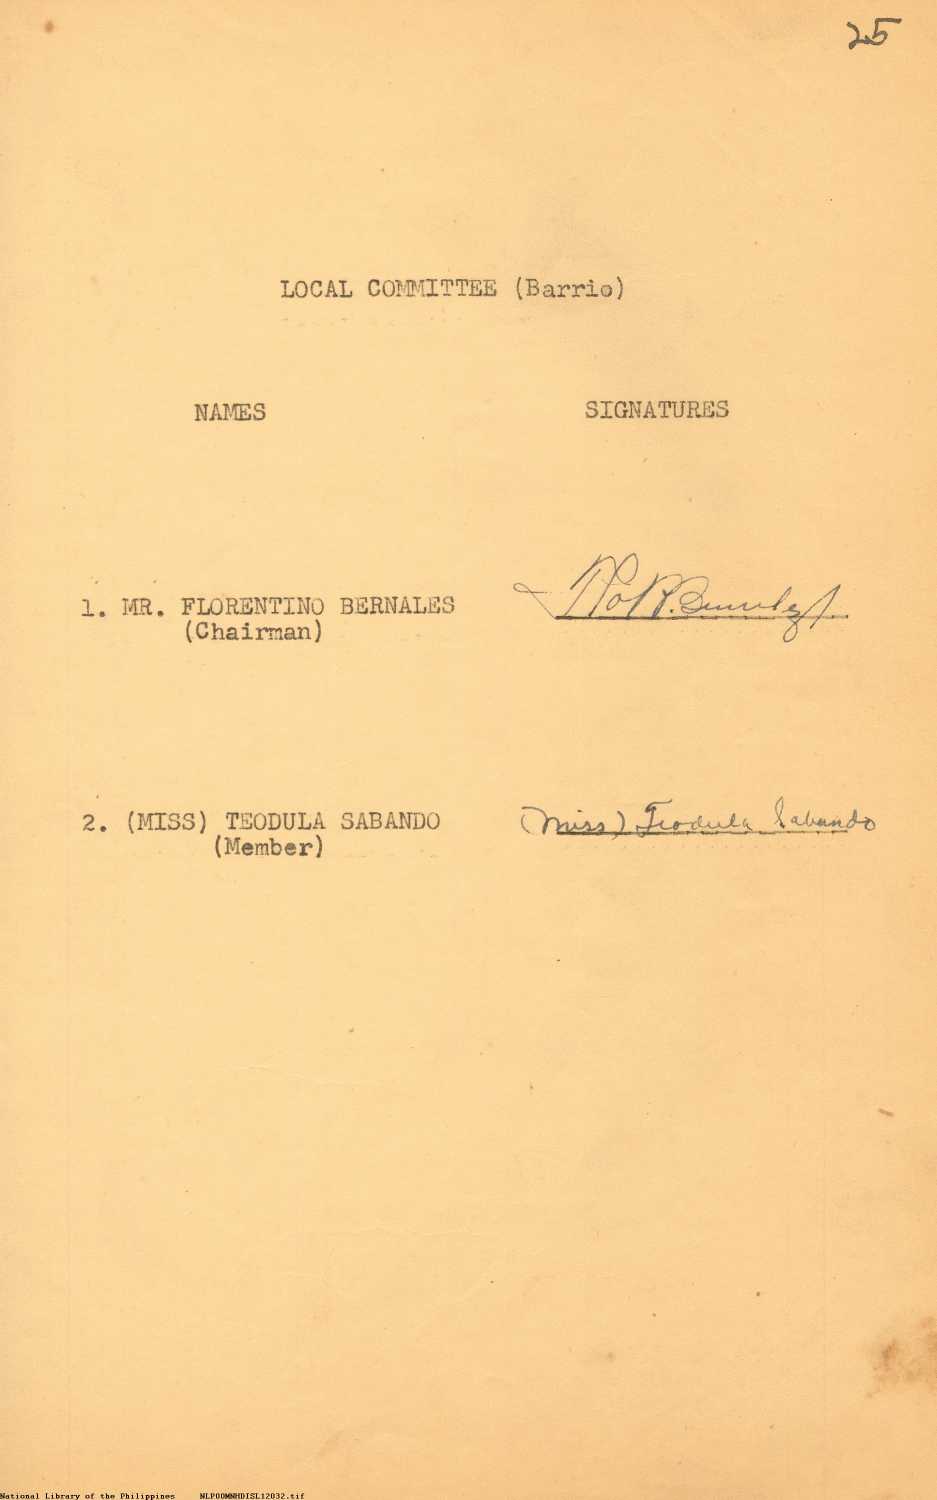 25
LOCAL COMMITTEE (Barrio)
NAMES SIGNATURES
1. MR. FLORENTINO BERNALES
(Chairman)
2. (MISS) TEODULA SABANDO (Miss) Teodula Sabando
(Member)
National Library of the Philippines NLPOOMNHDISL12032.tif